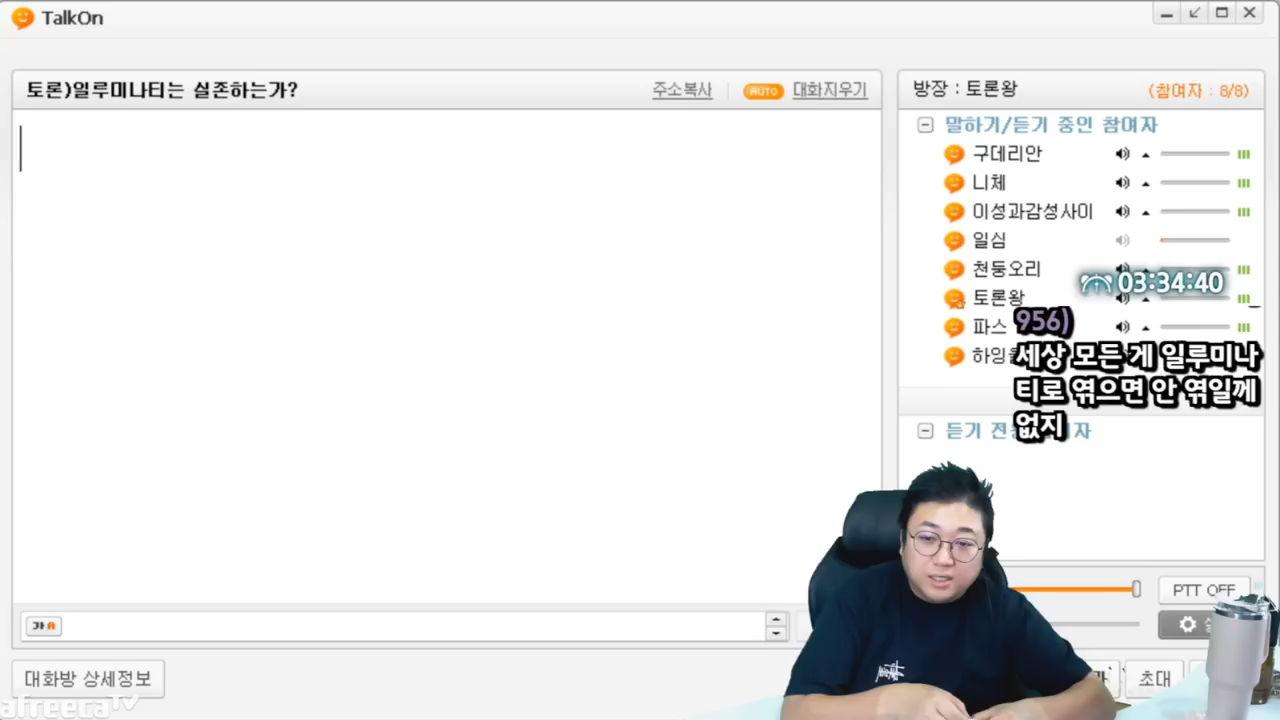 TalkOn
토론)일루미나티는 실존하는가?
주소복사
AUTO
대화지우기
방장 : 토론왕
(참여자 : 8/8)
말하기/듣기 중인 참여자
구데리안
니체
이성과감성사이
일심
천둥오리
토론왕
파스
하잉
03:34:40
956)
세상 모든 게 일루미나
티로 엮으면 안 엮일께
없지
듣기 전 자
PTT OFF
가A
대화방 상세정보
초대
afreecaTV